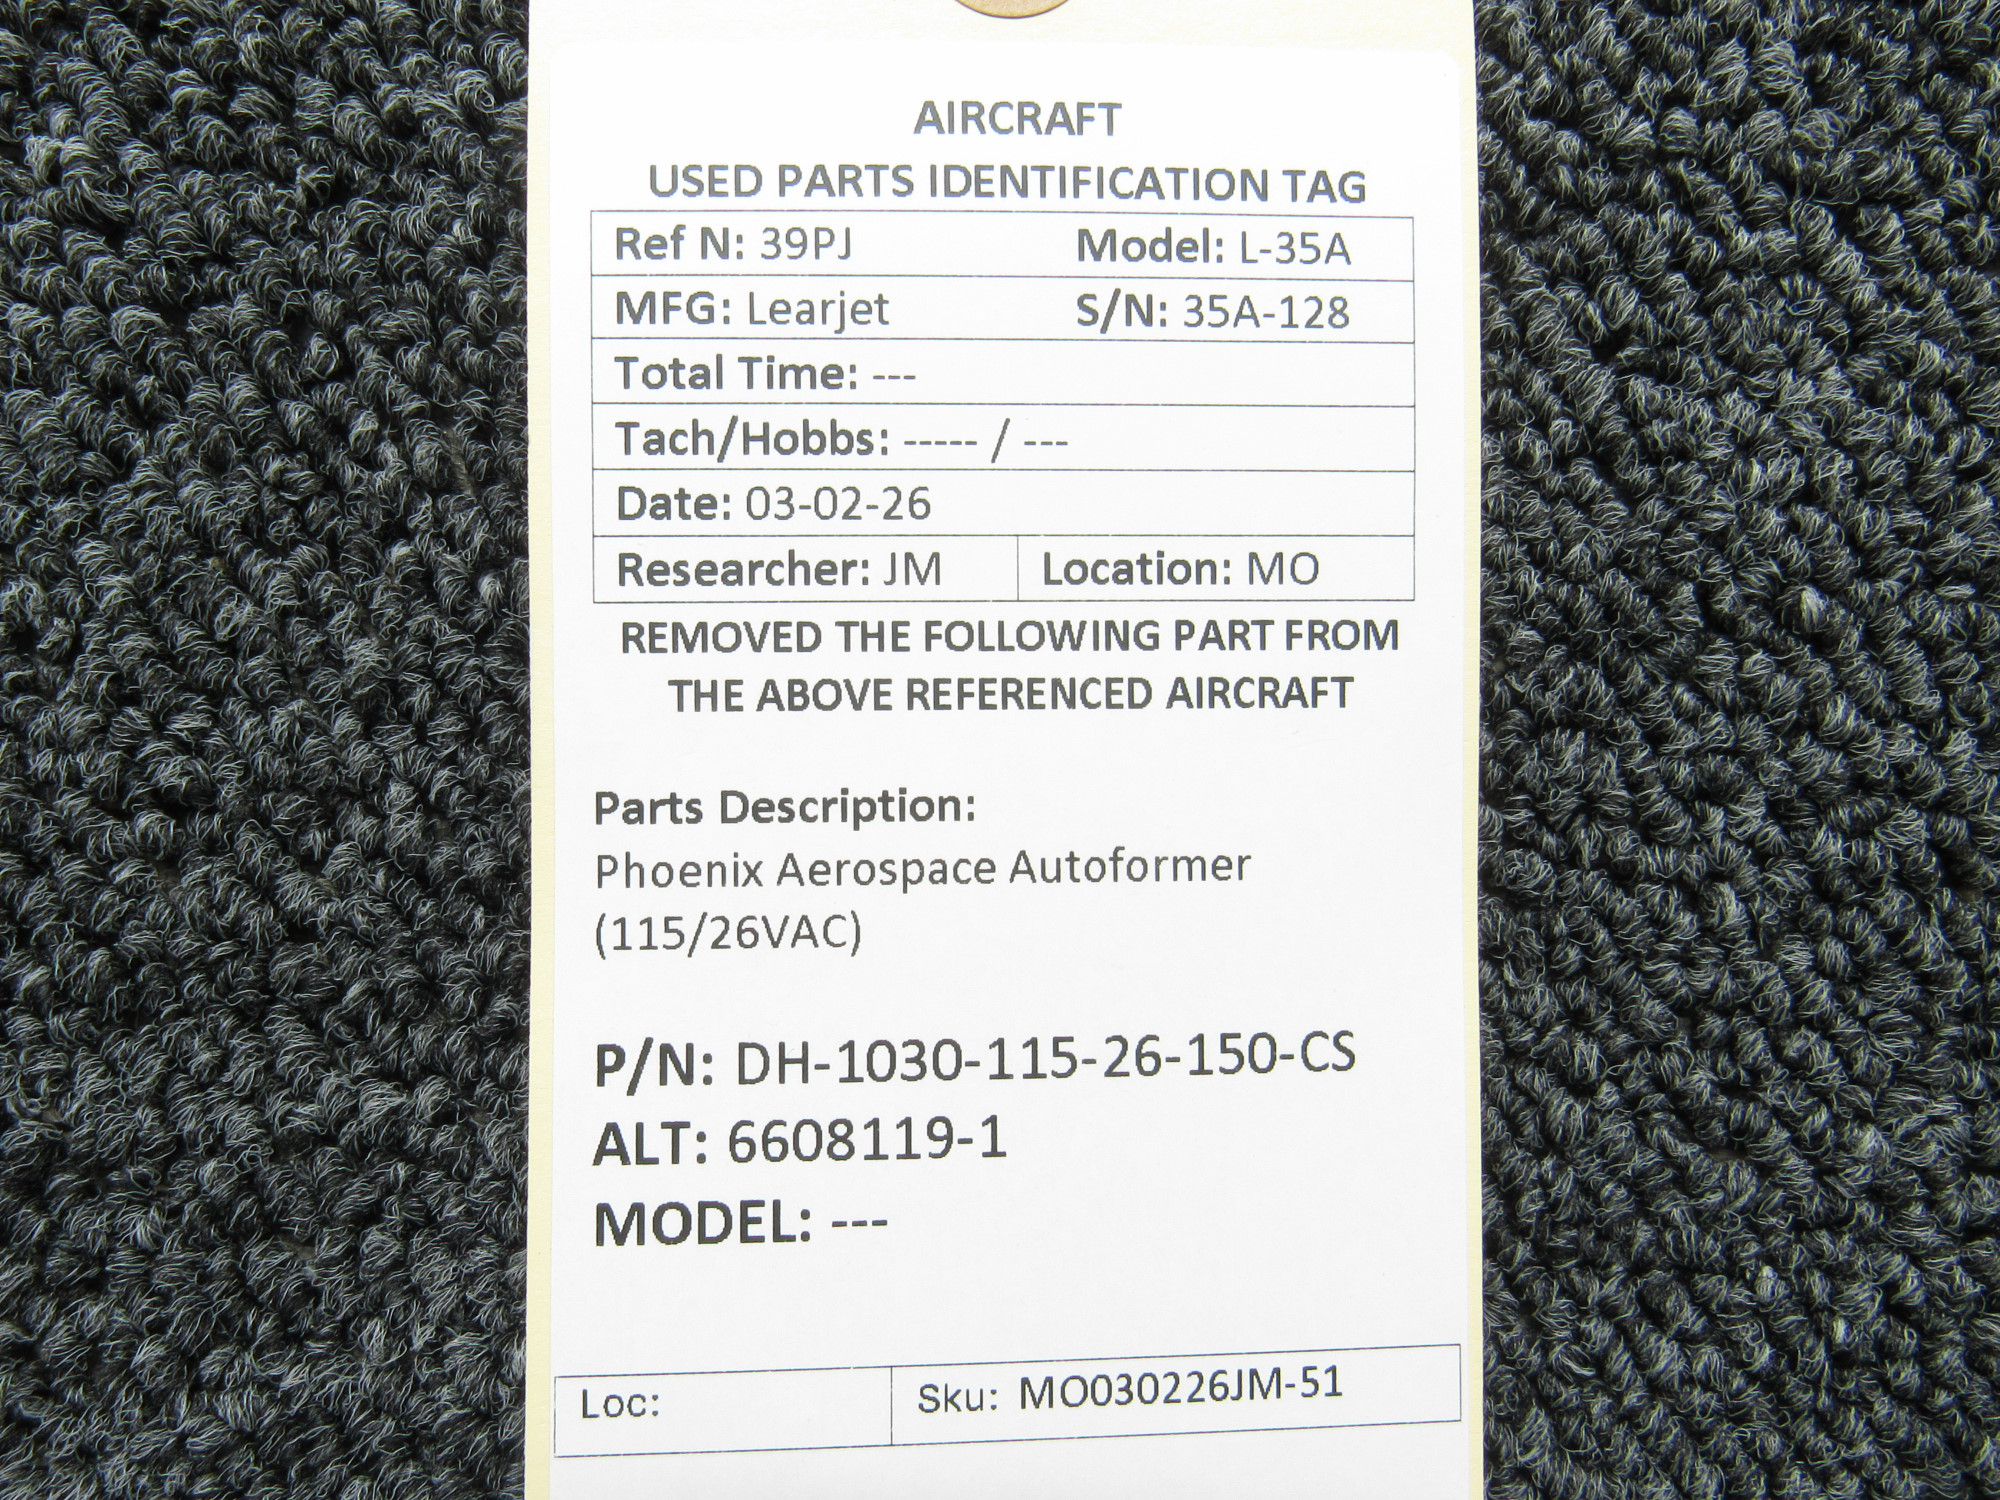 AIRCRAFT
USED PARTS IDENTIFICATION TAG
Ref N: 39PJ Model: L-35A
MFG: Learjet S/N: 35A-128
Total Time: ---
Tach/Hobbs: ----- / ---
Date: 03-02-26
Researcher: JM Location: MO
REMOVED THE FOLLOWING PART FROM
THE ABOVE REFERENCED AIRCRAFT
Parts Description:
Phoenix Aerospace Autoformer
(115/26VAC)
P/N: DH-1030-115-26-150-CS
ALT: 6608119-1
MODEL: ---
Loc: Sku: MO030226JM-51